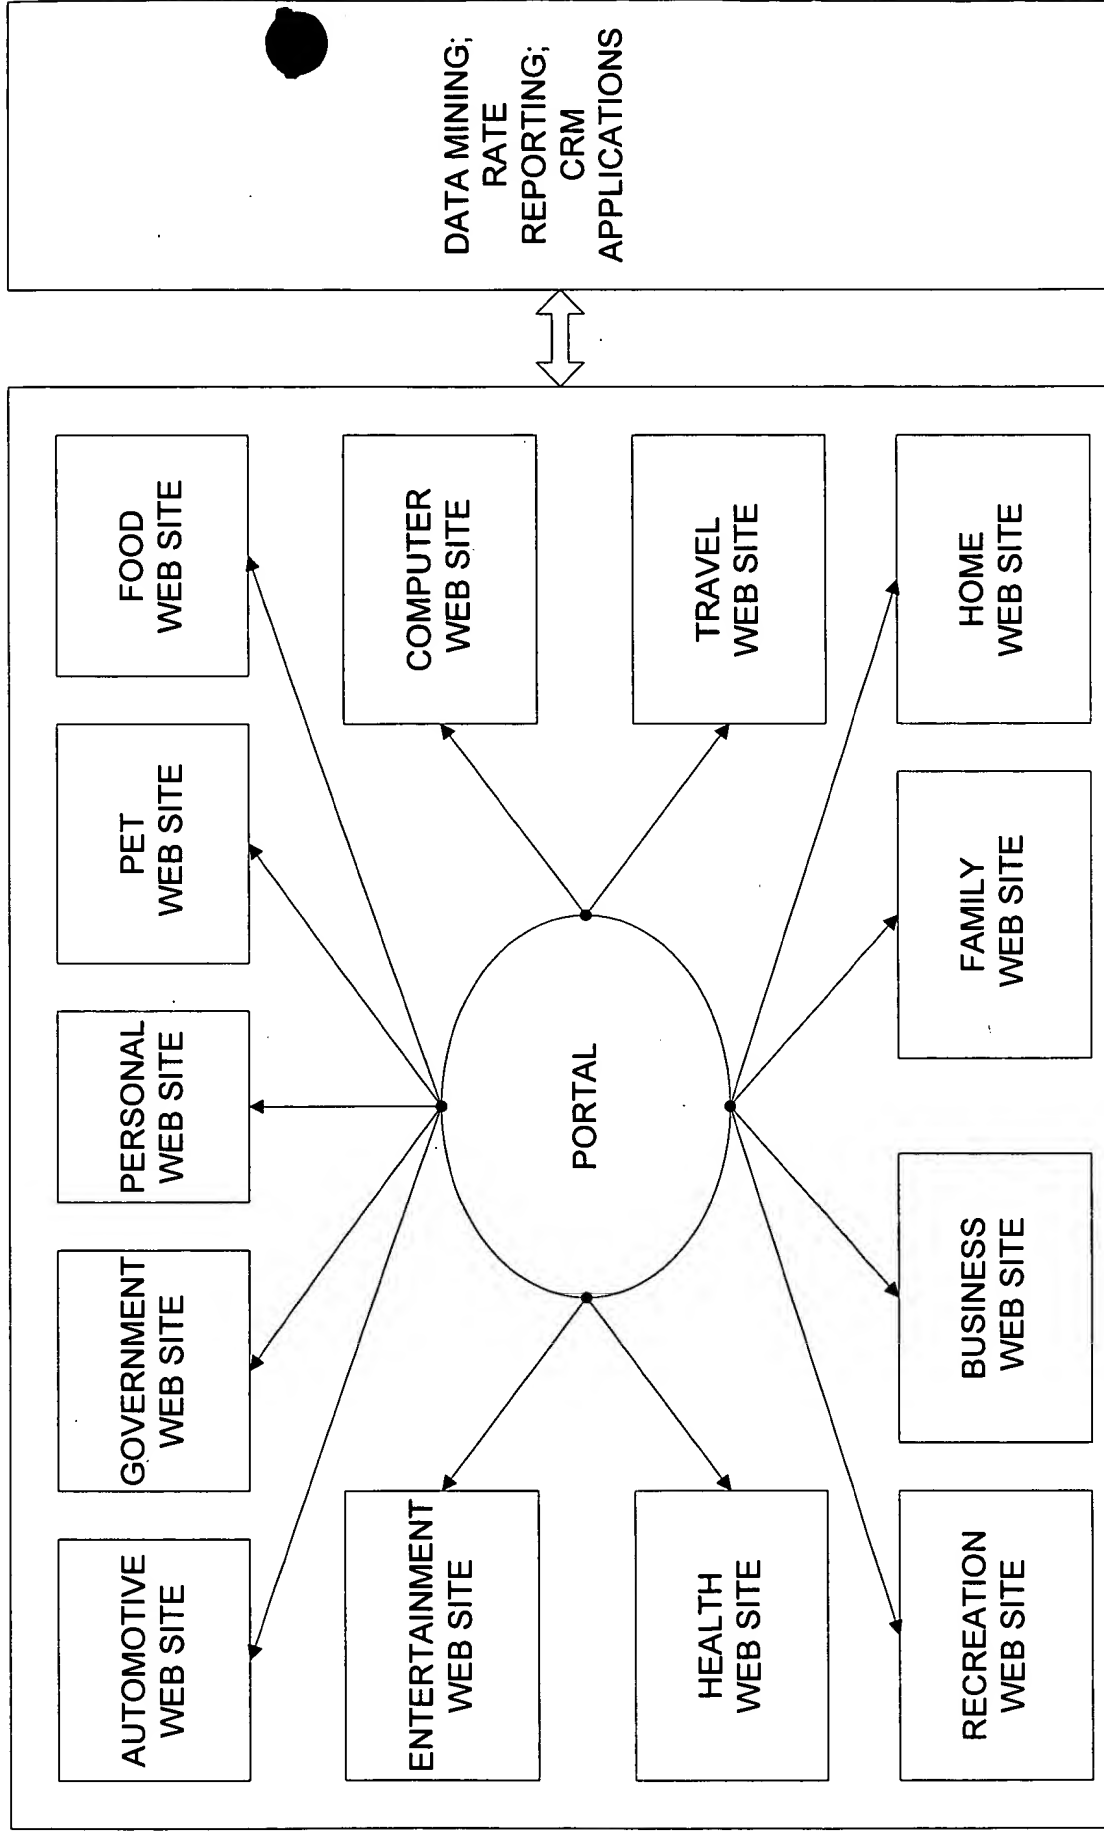 AUTOMOTIVE
WEB SITE
GOVERNMENT
WEB SITE
PERSONAL
WEB SITE
PET
WEB SITE
FOOD
WEB SITE
ENTERTAINMENT
WEB SITE
COMPUTER
WEB SITE
PORTAL
HEALTH
WEB SITE
TRAVEL
WEB SITE
RECREATION
WEB SITE
BUSINESS
WEB SITE
FAMILY
WEB SITE
HOME
WEB SITE
DATA MINING;
RATE
REPORTING;
CRM
APPLICATIONS